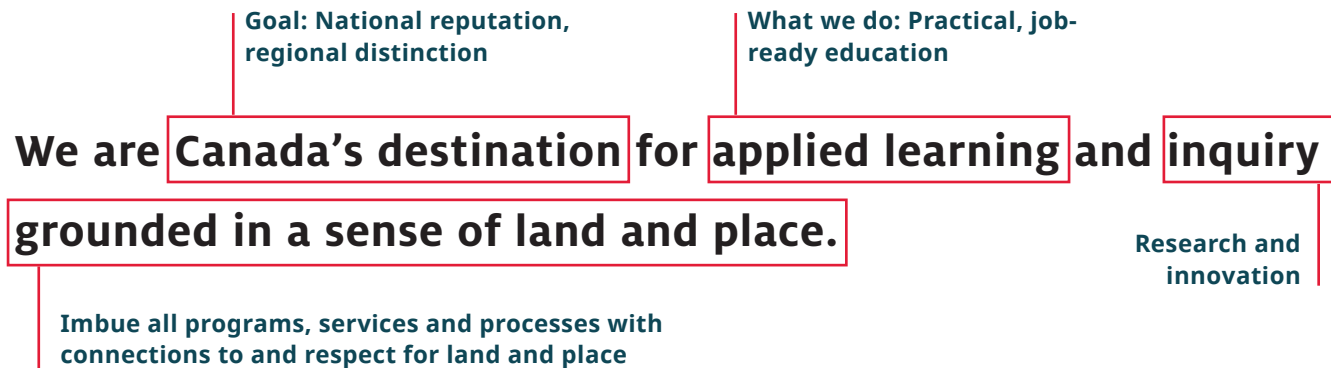 Goal: National reputation,
regional distinction
What we do: Practical, job-
ready education
We are Canada’s destination for applied learning and inquiry
grounded in a sense of land and place.
Research and
innovation
Imbue all programs, services and processes with
connections to and respect for land and place